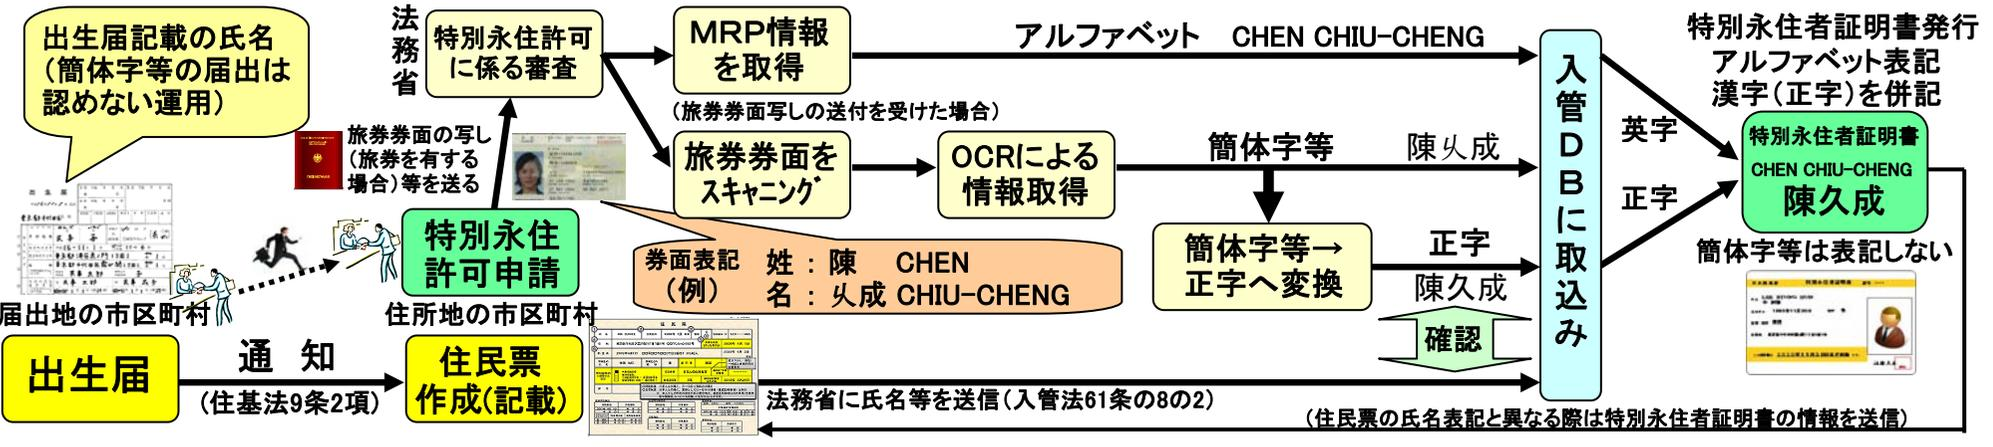 出生届記載の氏名
（簡体字等の届出は
認めない運用）
法務省
特別永住許可
に係る審査
MRP情報
を取得
アルファベット　CHEN CHIU-CHENG
（旅券券面写しの送付を受けた場合）
旅券券面の写し
（旅券を有する
場合）等を送る
旅券券面を
スキャニング
OCRによる
情報取得
簡体字等
陳乆成
特別永住
許可申請
券面表記
（例）
姓：陳　CHEN
名：乆成 CHIU-CHENG
簡体字等→
正字へ変換
正字
陳久成
確認
入管DBに取込み
英字
正字
特別永住者証明書発行
アルファベット表記
漢字（正字）を併記
特別永住者証明書
CHEN CHIU-CHENG
陳久成
簡体字等は表記しない
届出地の市区町村
住所地の市区町村
出生届
通　知
（住基法9条2項）
住民票
作成(記載)
法務省に氏名等を送信（入管法61条の8の2）
（住民票の氏名表記と異なる際は特別永住者証明書の情報を送信）